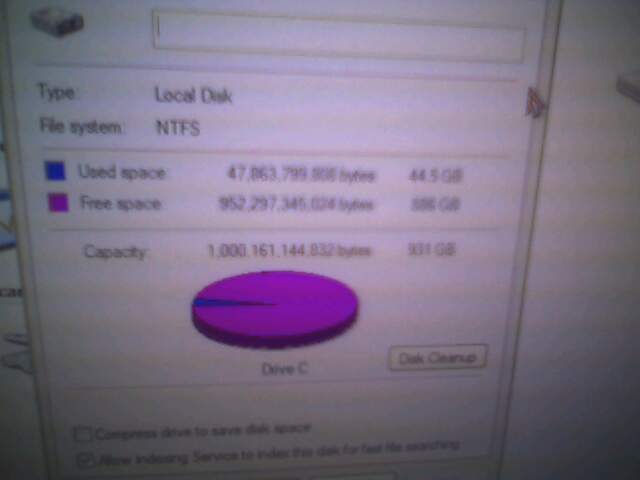 Type: Local Disk
File system: NTFS
Used space: 47,863,799,808 bytes 44.5 GB
Free space: 952,297,345,024 bytes 886 GB
Capacity: 1,000,161,144,832 bytes 931 GB
Drive C
Disk Cleanup
Compress drive to save disk space
Allow Indexing Service to index this disk for fast file searching